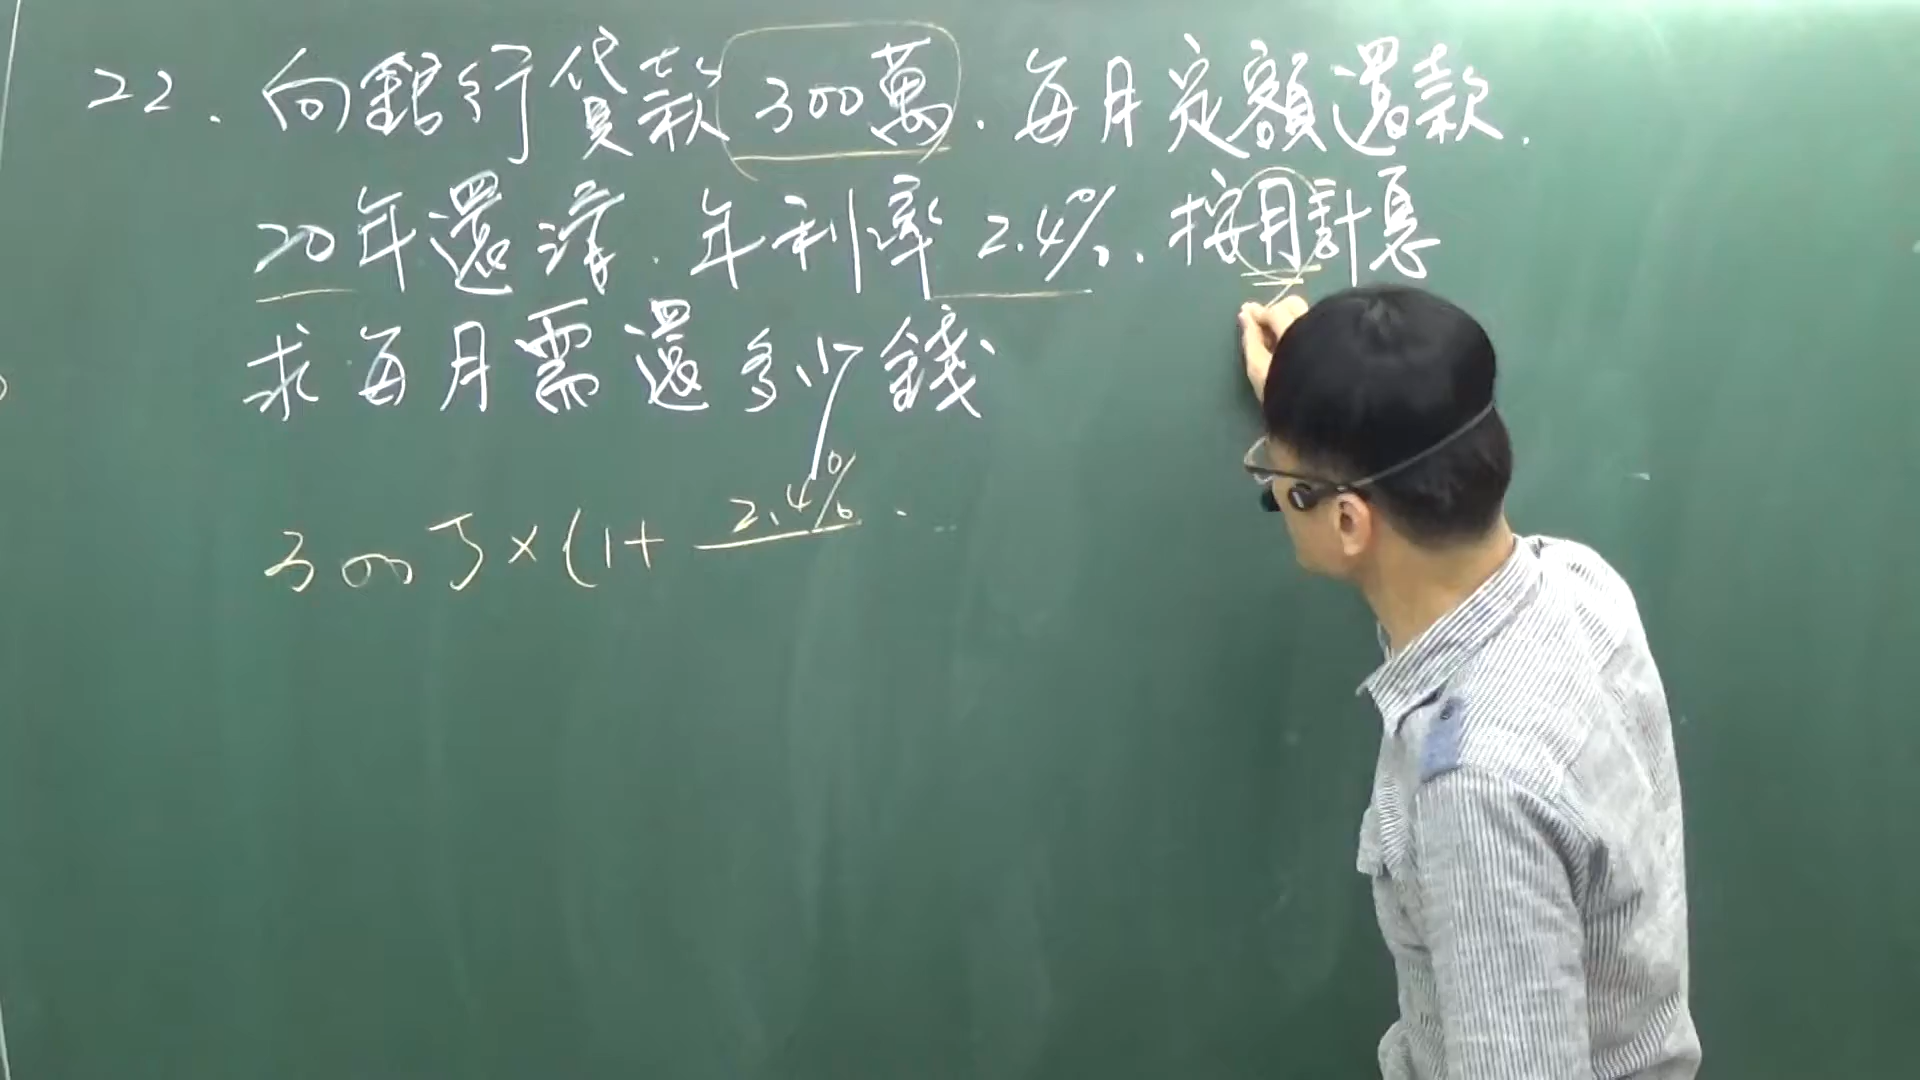 22. 向銀行貸款 300萬. 每月定額還款.
20年還清. 年利率 2.4%. 按月計息
求每月需還多少錢
300万×(1+ 2.4%